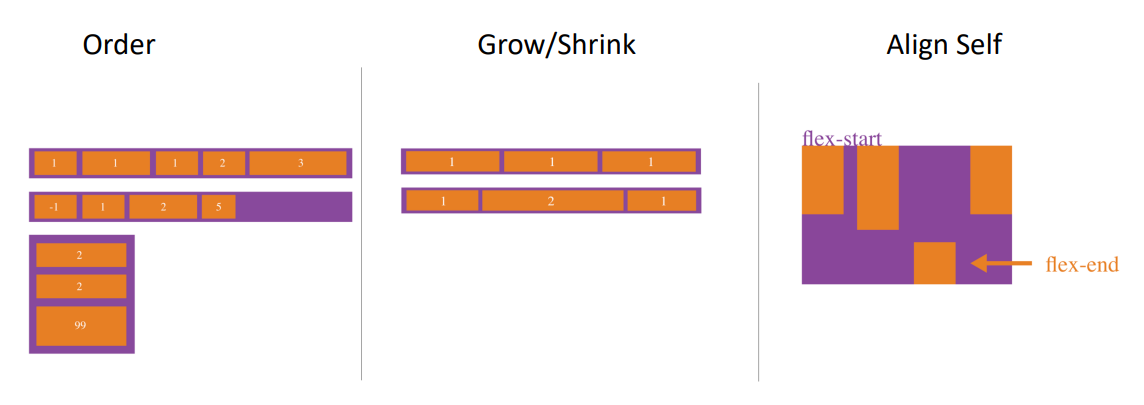 Order
1 1 1 2 3
-1 1 2 5
2
2
99
Grow/Shrink
1 1 1
1 2 1
Align Self
flex-start
flex-end